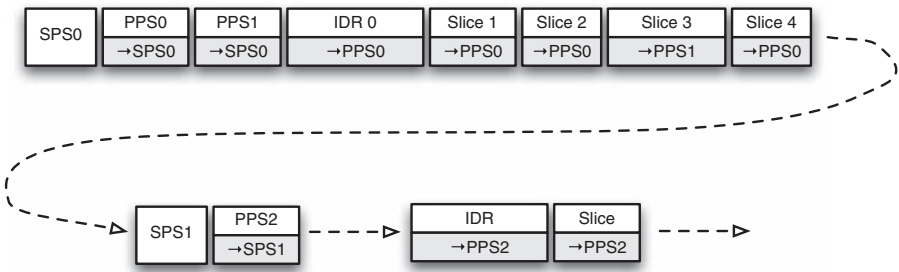 SPS0
PPS0
→SPS0
PPS1
→SPS0
IDR 0
→PPS0
Slice 1
→PPS0
Slice 2
→PPS0
Slice 3
→PPS1
Slice 4
→PPS0
SPS1
PPS2
→SPS1
IDR
→PPS2
Slice
→PPS2